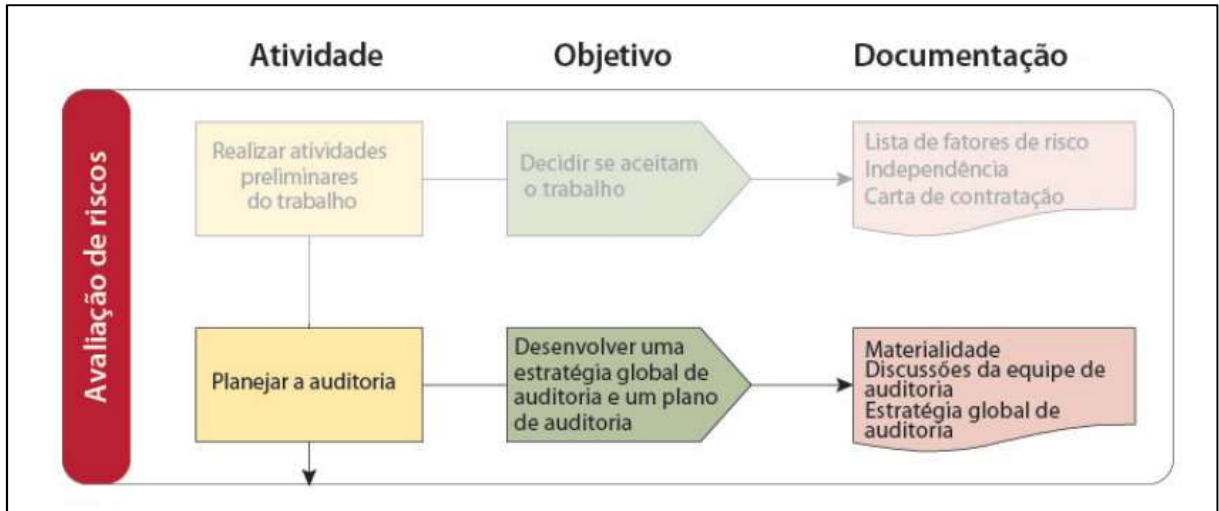 Atividade
Objetivo
Documentação
Avaliação de riscos
Realizar atividades
preliminares
do trabalho
Decidir se aceitam
o trabalho
Lista de fatores de risco
Independência
Carta de contratação
Planejar a auditoria
Desenvolver uma
estratégia global de
auditoria e um plano
de auditoria
Materialidade
Discussões da equipe de
auditoria
Estratégia global de
auditoria